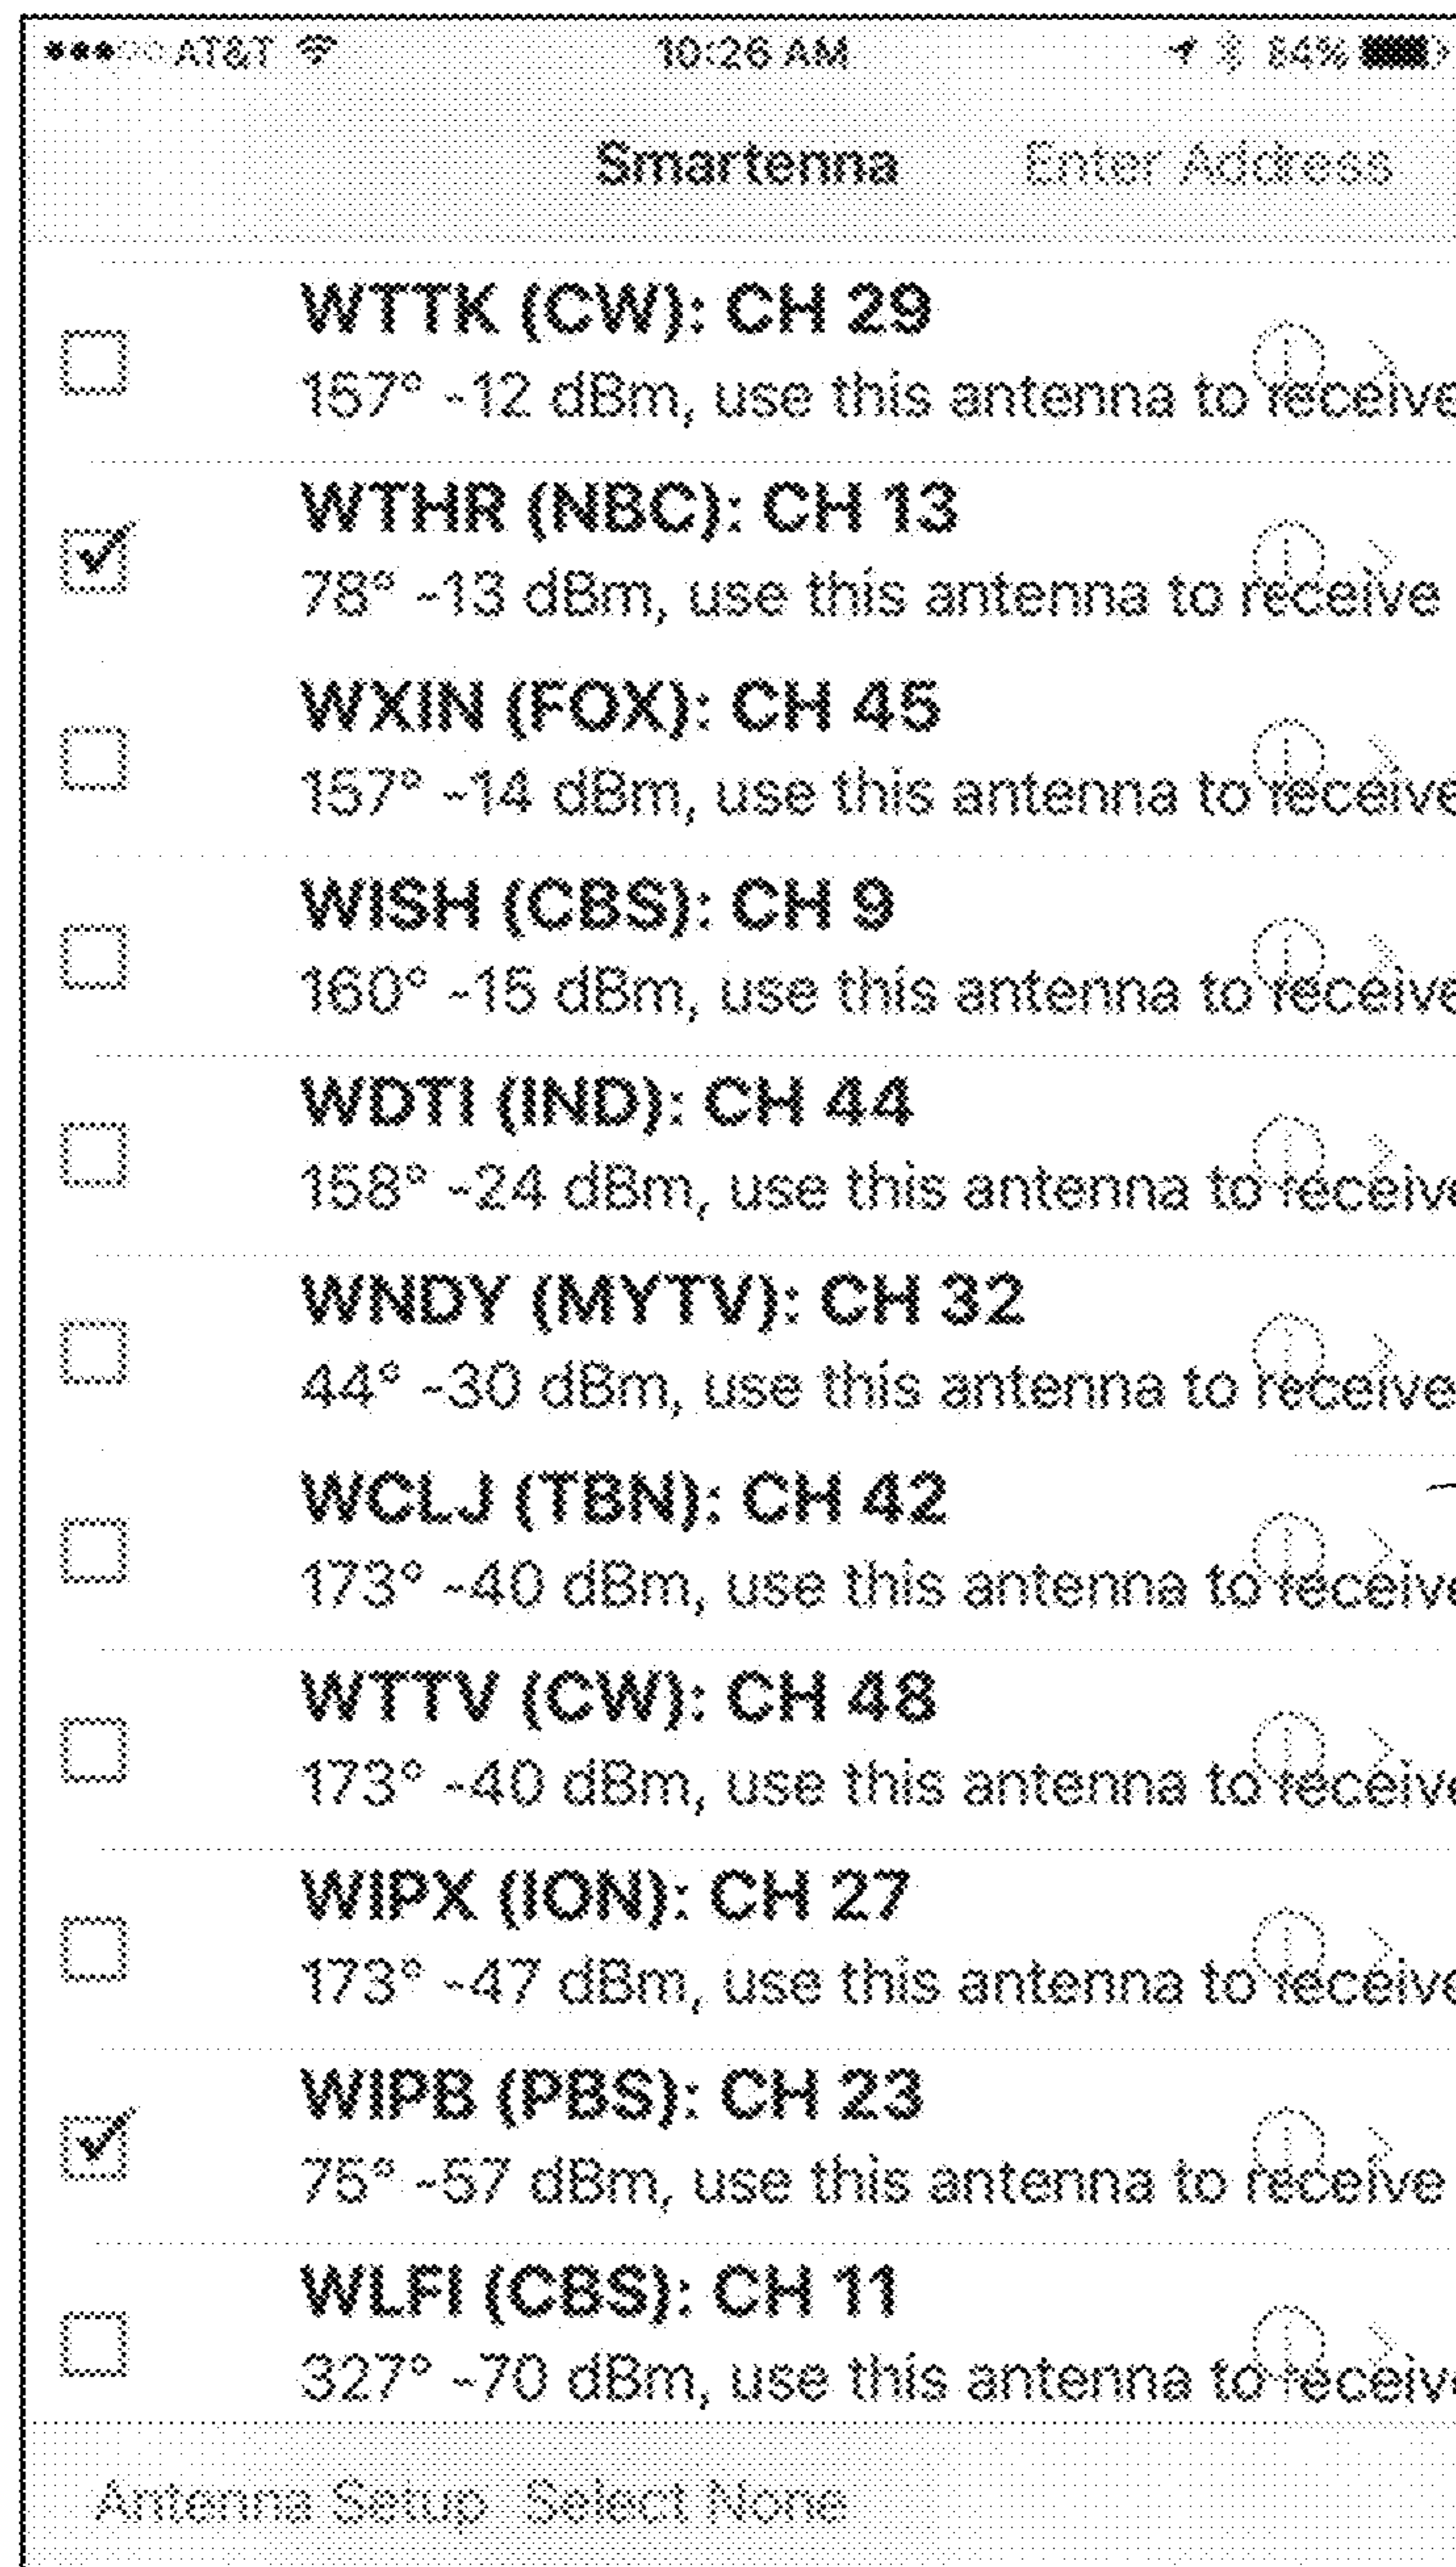 AT&T 10:26 AM 84%
Smartenna Enter Address
WTTK (CW): CH 29
157° -12 dBm, use this antenna to receive
WTHR (NBC): CH 13
78° -13 dBm, use this antenna to receive
WXIN (FOX): CH 45
157° -14 dBm, use this antenna to receive
WISH (CBS): CH 9
160° -15 dBm, use this antenna to receive
WDTI (IND): CH 44
158° -24 dBm, use this antenna to receive
WNDY (MYTV): CH 32
44° -30 dBm, use this antenna to receive
WCLJ (TBN): CH 42
173° -40 dBm, use this antenna to receive
WTTV (CW): CH 48
173° -40 dBm, use this antenna to receive
WIPX (ION): CH 27
173° -47 dBm, use this antenna to receive
WIPB (PBS): CH 23
75° -57 dBm, use this antenna to receive
WLFI (CBS): CH 11
327° -70 dBm, use this antenna to receive
Antenna Setup Select None